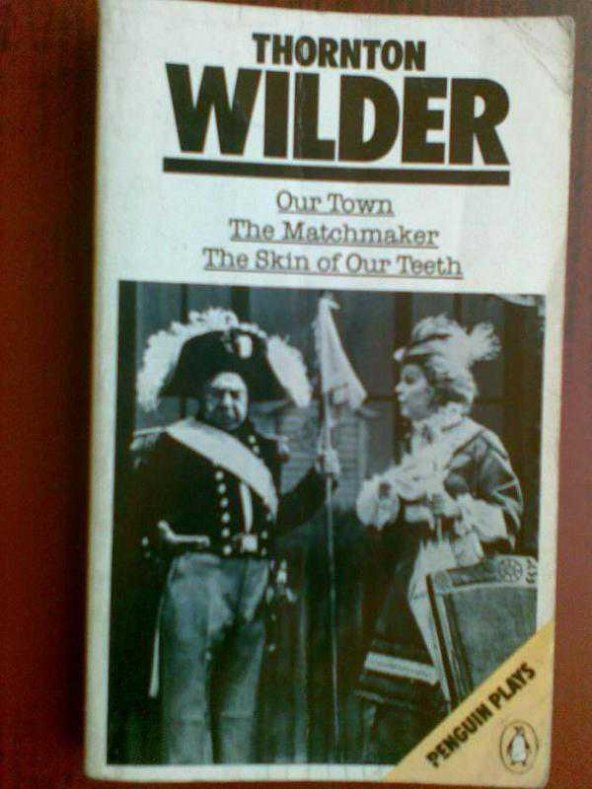 THORNTON
WILDER
Our Town
The Matchmaker
The Skin of Our Teeth
PENGUIN PLAYS